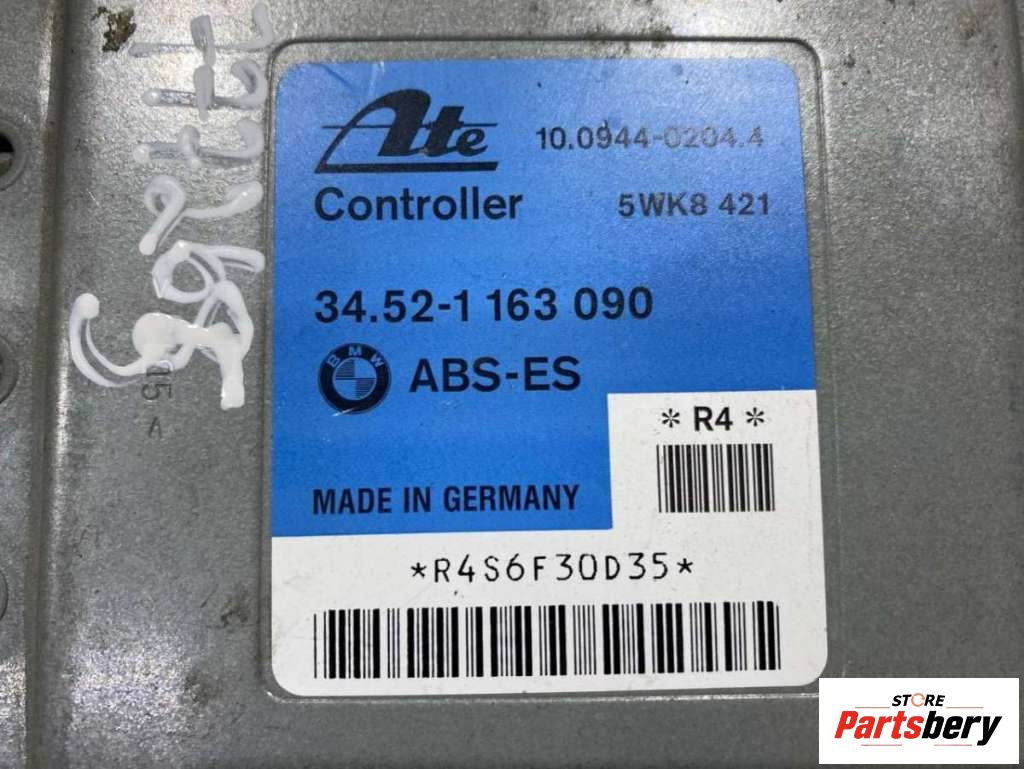 Ate
10.0944-0204.4
Controller
5WK8 421
34.52-1 163 090
BMW
ABS-ES
* R4 *
MADE IN GERMANY
*R4S6F30D35*
STORE
Partsbery